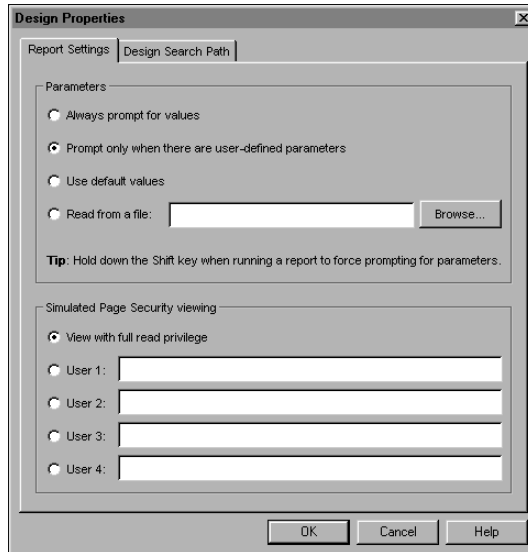 Design Properties
Report Settings Design Search Path
Parameters
Always prompt for values
Prompt only when there are user-defined parameters
Use default values
Read from a file: Browse...
Tip: Hold down the Shift key when running a report to force prompting for parameters.
Simulated Page Security viewing
View with full read privilege
User 1:
User 2:
User 3:
User 4:
OK Cancel Help